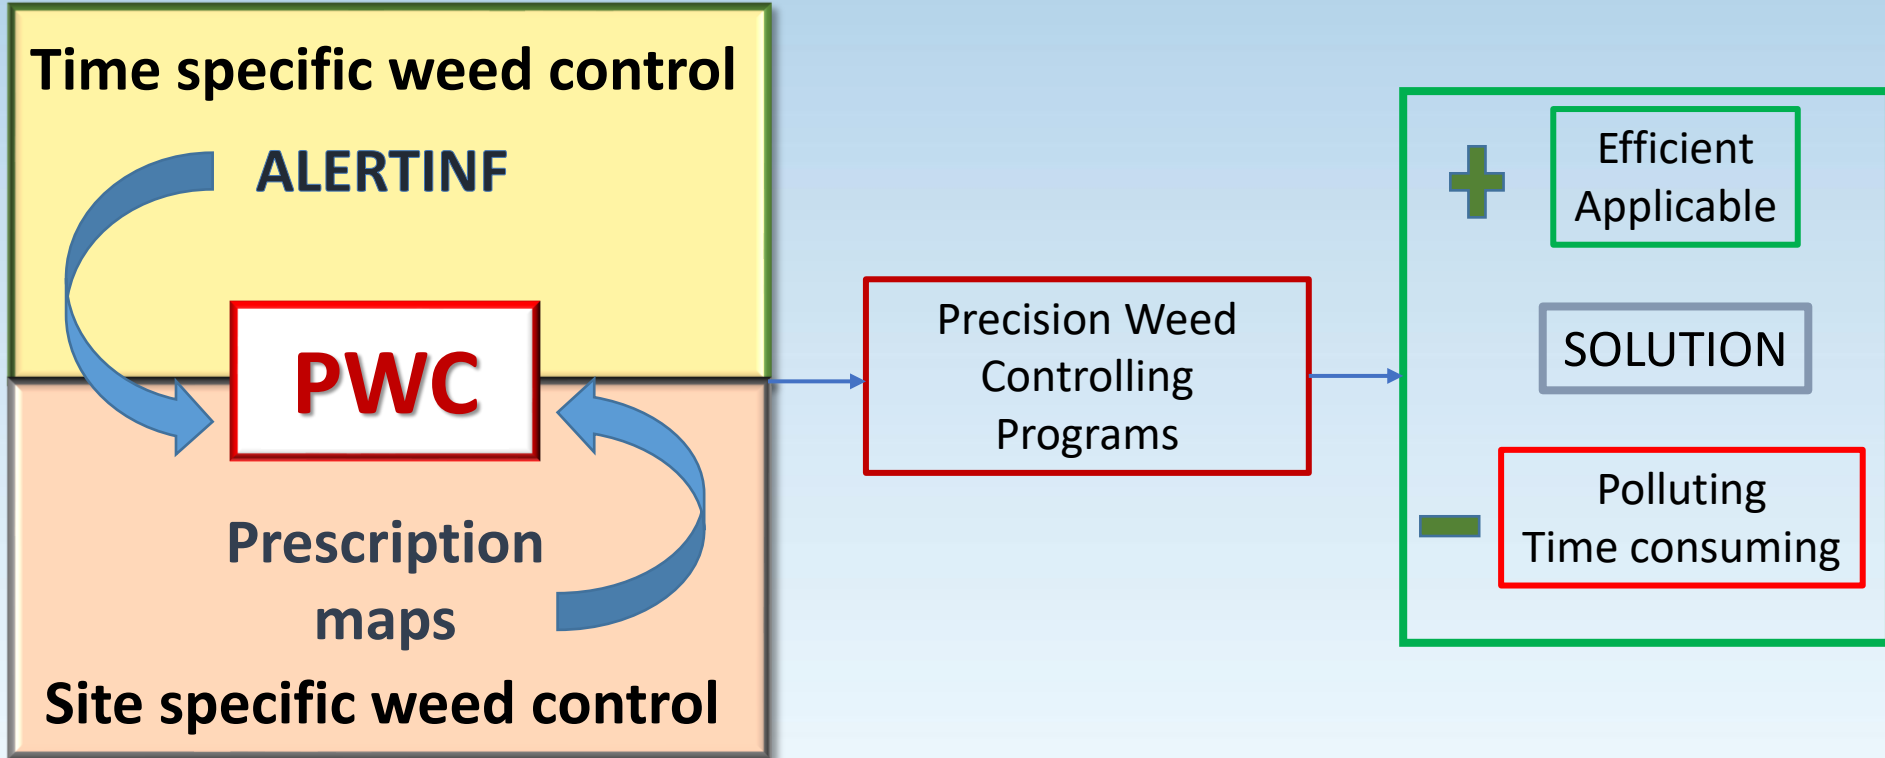 Time specific weed control
ALERTINF
PWC
Prescription
maps
Site specific weed control
Precision Weed
Controlling
Programs
Efficient
Applicable
SOLUTION
Polluting
Time consuming